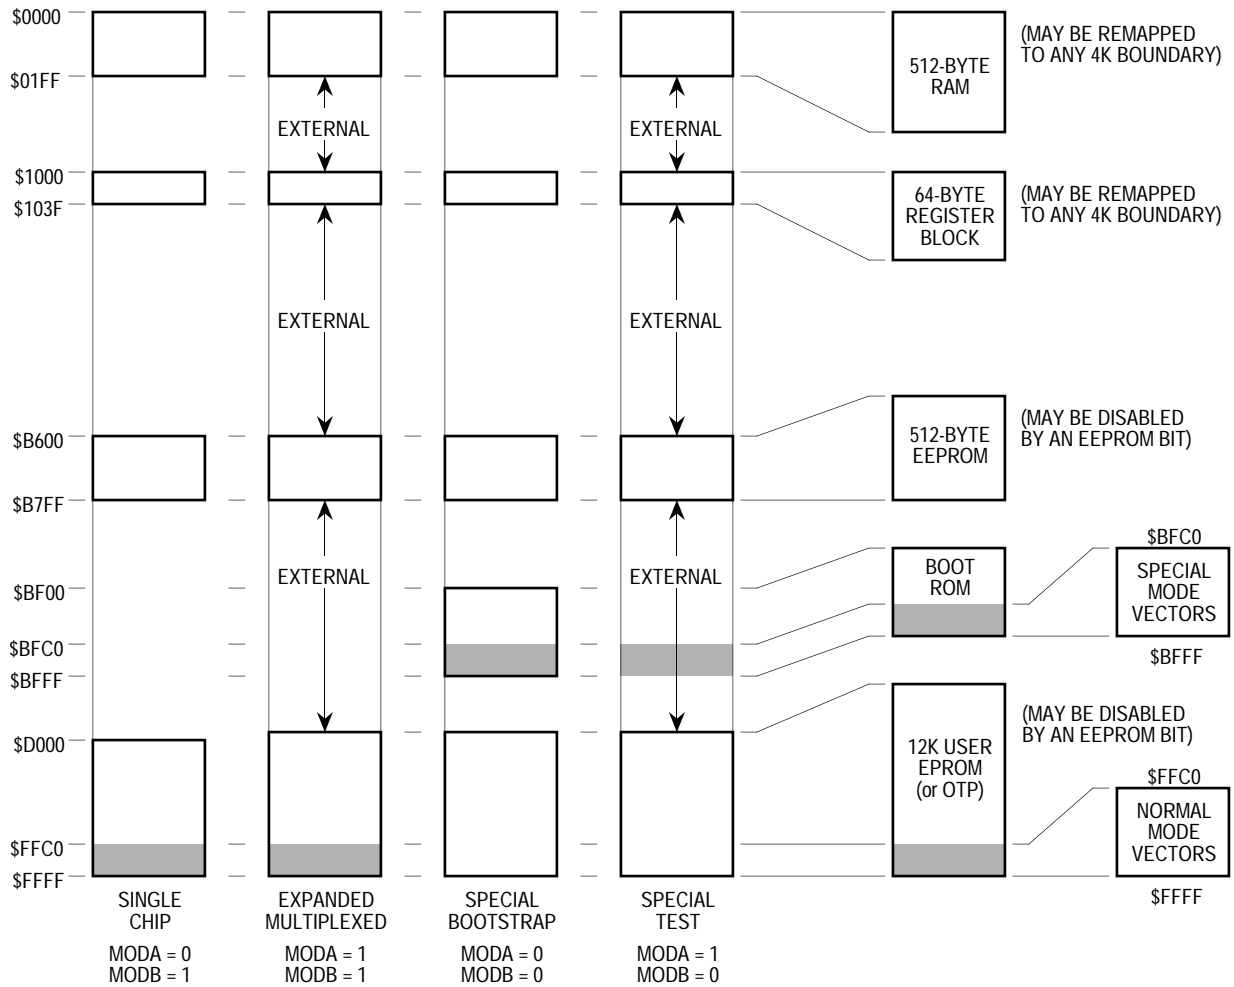 $0000
$01FF
$1000
$103F
$B600
$B7FF
$BF00
$BFC0
$BFFF
$D000
$FFC0
$FFFF
EXTERNAL
EXTERNAL
EXTERNAL
EXTERNAL
EXTERNAL
EXTERNAL
512-BYTE
RAM
(MAY BE REMAPPED
TO ANY 4K BOUNDARY)
64-BYTE
REGISTER
BLOCK
(MAY BE REMAPPED
TO ANY 4K BOUNDARY)
512-BYTE
EEPROM
(MAY BE DISABLED
BY AN EEPROM BIT)
BOOT
ROM
$BFC0
SPECIAL
MODE
VECTORS
$BFFF
12K USER
EPROM
(or OTP)
(MAY BE DISABLED
BY AN EEPROM BIT)
$FFC0
NORMAL
MODE
VECTORS
$FFFF
SINGLE
CHIP
MODA = 0
MODB = 1
EXPANDED
MULTIPLEXED
MODA = 1
MODB = 1
SPECIAL
BOOTSTRAP
MODA = 0
MODB = 0
SPECIAL
TEST
MODA = 1
MODB = 0